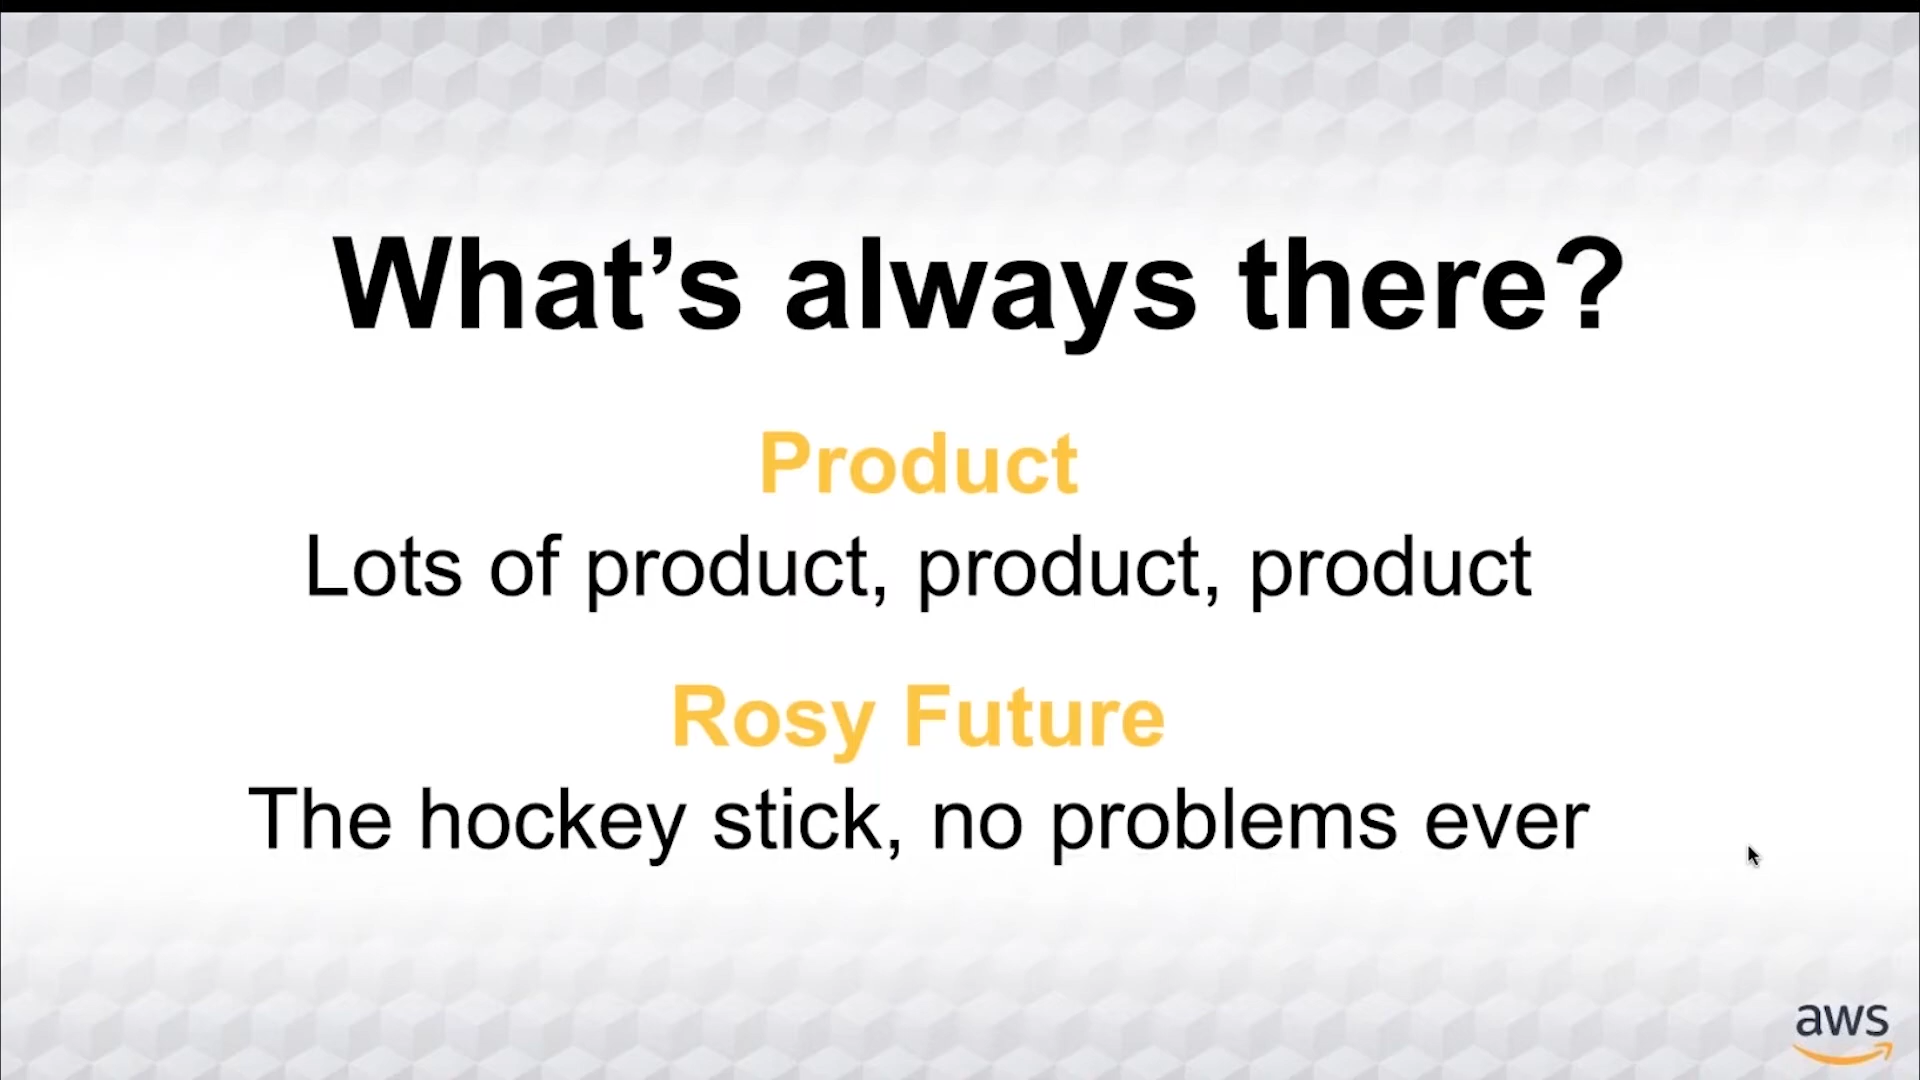 What’s always there?
Product
Lots of product, product, product
Rosy Future
The hockey stick, no problems ever
aws